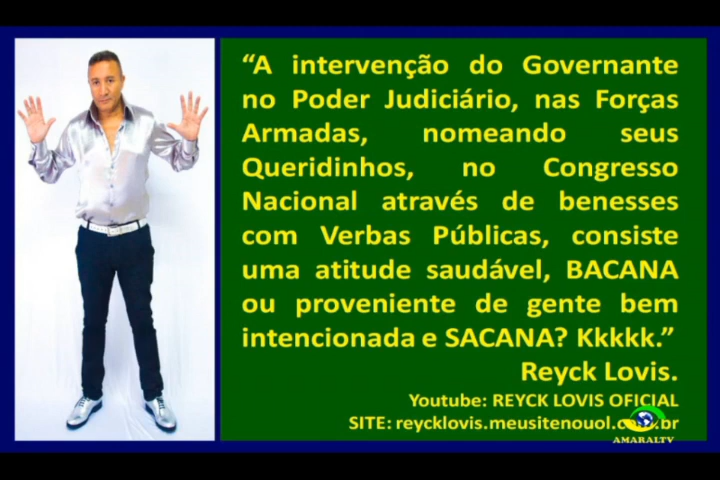 “A intervenção do Governante
no Poder Judiciário, nas Forças
Armadas, nomeando seus
Queridinhos, no Congresso
Nacional através de benesses
com Verbas Públicas, consiste
uma atitude saudável, BACANA
ou proveniente de gente bem
intencionada e SACANA? Kkkkk.”
Reyck Lovis.
Youtube: REYCK LOVIS OFICIAL
SITE: reycklovis.meusitenouol.com.br
AMARALTV